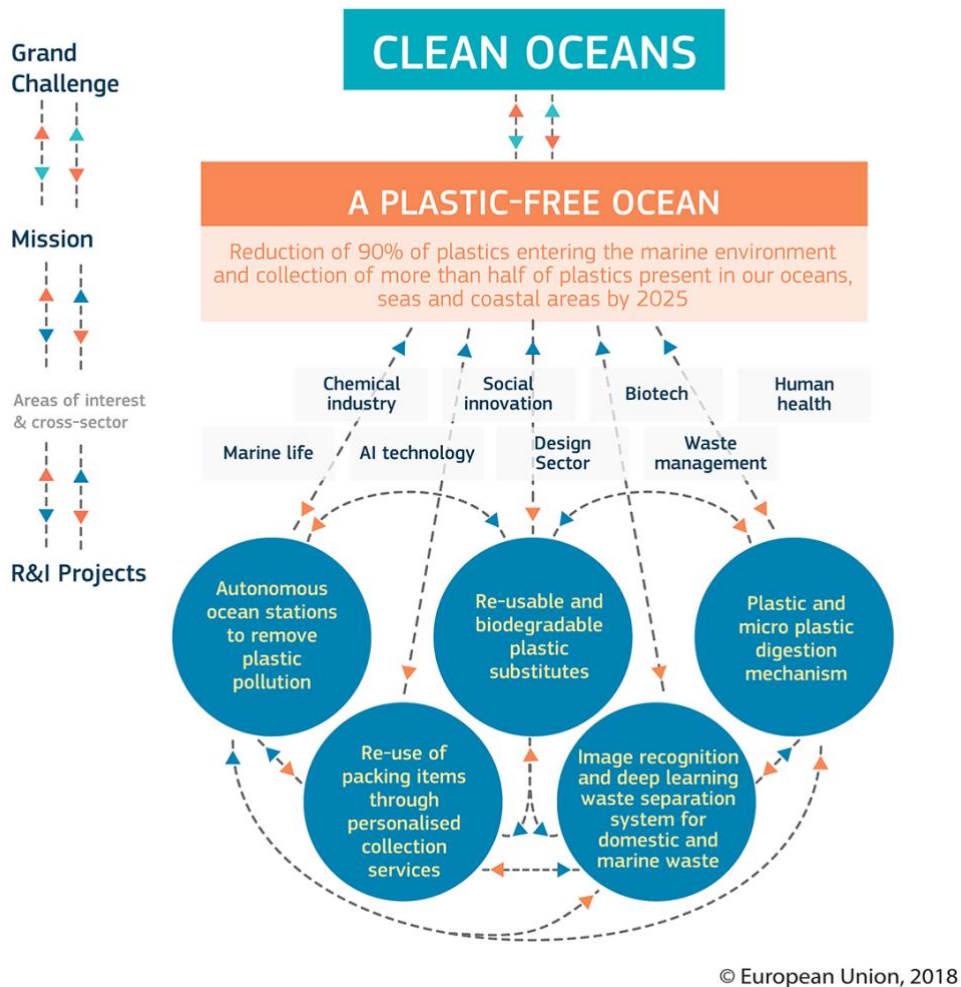 Grand
Challenge
Mission
Areas of interest
& cross-sector
R&I Projects
CLEAN OCEANS
A PLASTIC-FREE OCEAN
Reduction of 90% of plastics entering the marine environment
and collection of more than half of plastics present in our oceans,
seas and coastal areas by 2025
Chemical
industry
Social
innovation
Biotech
Human
health
Marine life
AI technology
Design
Sector
Waste
management
Autonomous
ocean stations
to remove
plastic
pollution
Re-usable and
biodegradable
plastic
substitutes
Plastic and
micro plastic
digestion
mechanism
Re-use of
packing items
through
personalised
collection
services
Image recognition
and deep learning
waste separation
system for
domestic and
marine waste
© European Union, 2018